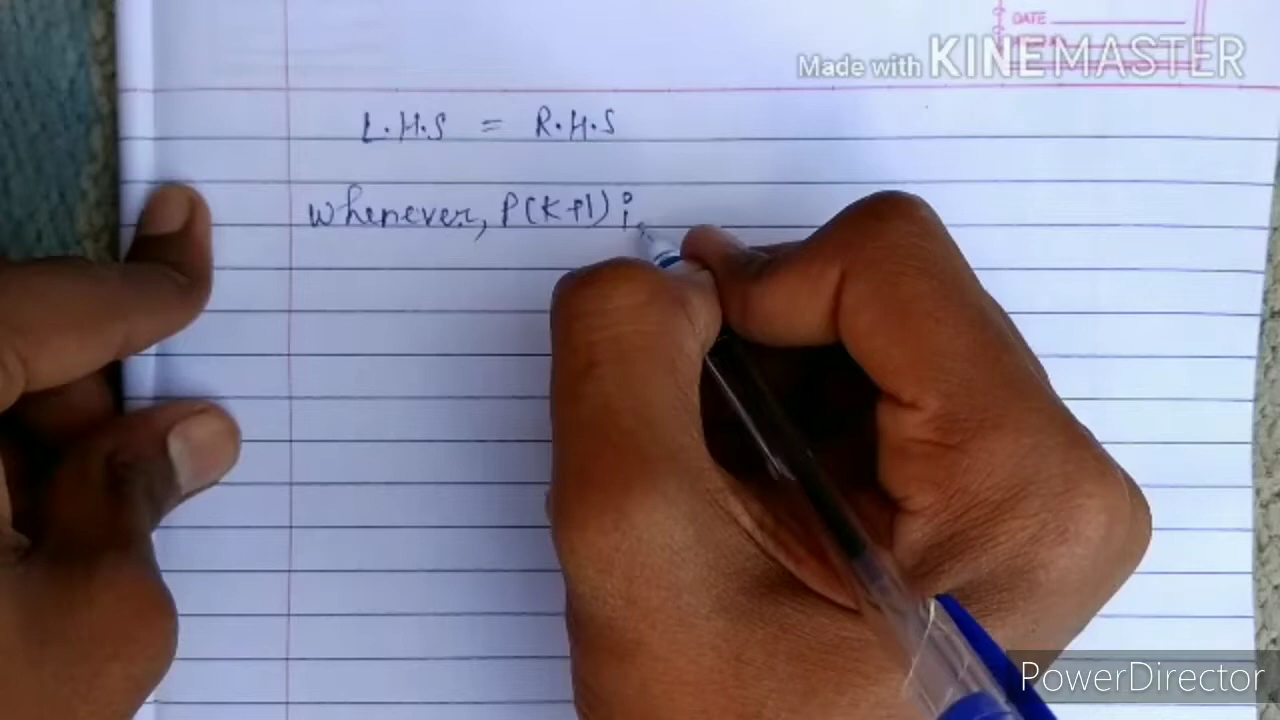 DATE
Made with KINEMASTER
L.H.S = R.H.S
Whenever, P(K+1) i
PowerDirector